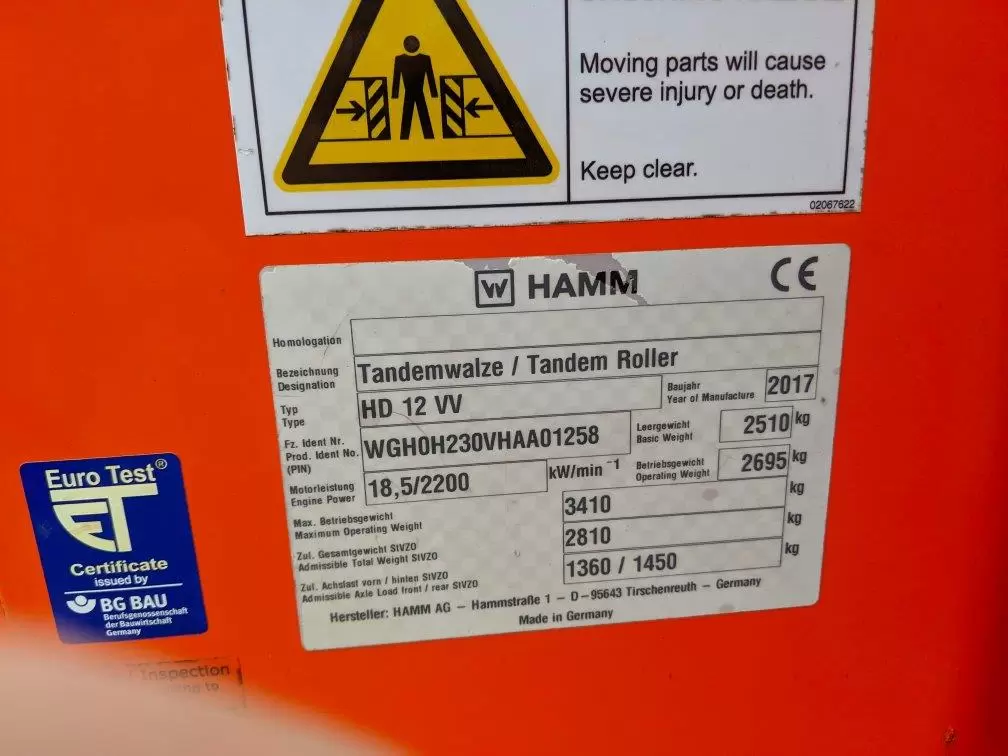 Moving parts will cause
severe injury or death.
Keep clear.
02067622
HAMM CE
Homologation
Bezeichnung
Designation
Tandemwalze / Tandem Roller
Typ
Type
HD 12 VV
Baujahr
Year of Manufacture
2017
Fz. Ident Nr.
Prod. Ident No.
(PIN)
WGH0H230VHAA01258
Leergewicht
Basic Weight
2510 kg
Motorleistung
Engine Power
18,5/2200 kW/min⁻¹
Betriebsgewicht
Operating Weight
2695 kg
Max. Betriebsgewicht
Maximum Operating Weight
3410 kg
Zul. Gesamtgewicht StVZO
Admissible Total Weight StVZO
2810 kg
Zul. Achslast vorn / hinten StVZO
Admissible Axle Load front / rear StVZO
1360 / 1450 kg
Hersteller: HAMM AG – Hammstraße 1 – D–95643 Tirschenreuth – Germany
Made in Germany
Euro Test®
ET
Certificate
issued by
BG BAU
Berufsgenossenschaft
der Bauwirtschaft
Germany
Inspection
to